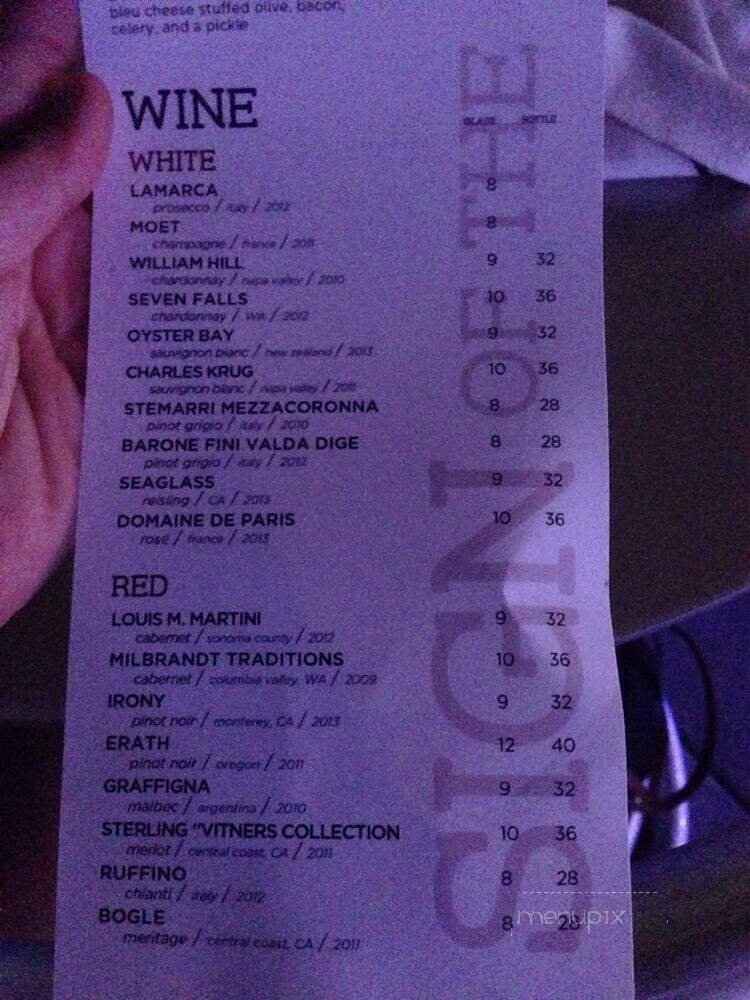 bleu cheese stuffed olive, bacon,
celery, and a pickle
WINE
GLASS BOTTLE
WHITE
LAMARCA 8
prosecco / italy / 2012
MOET 8
champagne / france / 2011
WILLIAM HILL 9 32
chardonnay / napa valley / 2010
SEVEN FALLS 10 36
chardonnay / WA / 2012
OYSTER BAY 9 32
sauvignon blanc / new zealand / 2013
CHARLES KRUG 10 36
sauvignon blanc / napa valley / 2011
STEMARRI MEZZACORONNA 8 28
pinot grigio / italy / 2010
BARONE FINI VALDA DIGE 8 28
pinot grigio / italy / 2012
SEAGLASS 9 32
reisling / CA / 2013
DOMAINE DE PARIS 10 36
rosé / france / 2013
RED
LOUIS M. MARTINI 9 32
cabernet / sonoma county / 2012
MILBRANDT TRADITIONS 10 36
cabernet / columbia valley, WA / 2009
IRONY 9 32
pinot noir / monterey, CA / 2013
ERATH 12 40
pinot noir / oregon / 2011
GRAFFIGNA 9 32
malbec / argentina / 2010
STERLING "VITNERS COLLECTION 10 36
merlot / central coast, CA / 2011
RUFFINO 8 28
chianti / italy / 2012
BOGLE 8 28
meritage / central coast, CA / 2011
SIGN OF THE
menupix